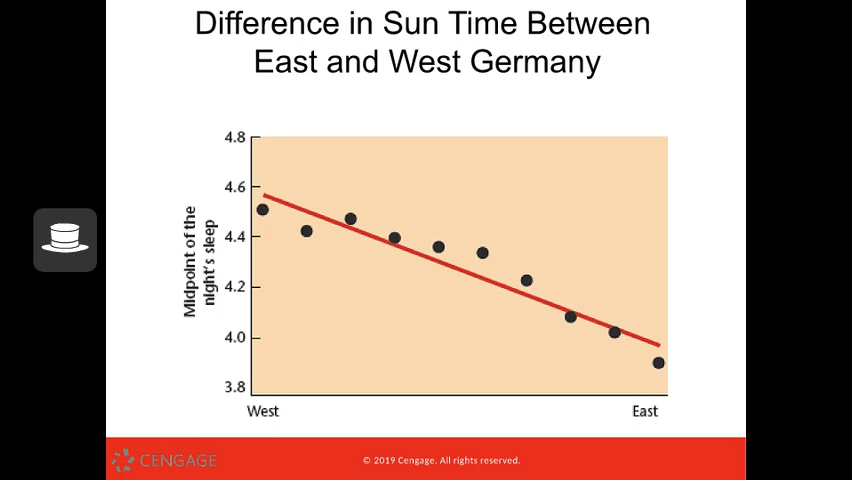 Difference in Sun Time Between
East and West Germany
4.8
4.6
4.4
4.2
4.0
3.8
Midpoint of the
night's sleep
West
East
CENGAGE
© 2019 Cengage. All rights reserved.